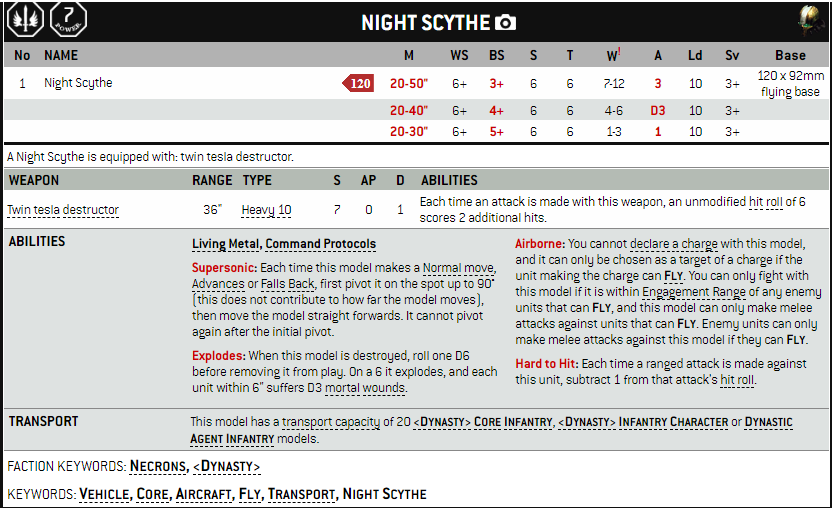 7
POWER
NIGHT SCYTHE
No NAME M WS BS S T W! A Ld Sv Base
1 Night Scythe 120 20-50" 6+ 3+ 6 6 7-12 3 10 3+ 120 x 92mm
flying base
20-40" 6+ 4+ 6 6 4-6 D3 10 3+
20-30" 6+ 5+ 6 6 1-3 1 10 3+
A Night Scythe is equipped with: twin tesla destructor.
WEAPON RANGE TYPE S AP D ABILITIES
Twin tesla destructor 36" Heavy 10 7 0 1 Each time an attack is made with this weapon, an unmodified hit roll of 6
scores 2 additional hits.
ABILITIES
Living Metal, Command Protocols
Supersonic: Each time this model makes a Normal move,
Advances or Falls Back, first pivot it on the spot up to 90°
(this does not contribute to how far the model moves),
then move the model straight forwards. It cannot pivot
again after the initial pivot.
Explodes: When this model is destroyed, roll one D6
before removing it from play. On a 6 it explodes, and each
unit within 6" suffers D3 mortal wounds.
Airborne: You cannot declare a charge with this model,
and it can only be chosen as a target of a charge if the
unit making the charge can FLY. You can only fight with
this model if it is within Engagement Range of any enemy
units that can FLY, and this model can only make melee
attacks against units that can FLY. Enemy units can only
make melee attacks against this model if they can FLY.
Hard to Hit: Each time a ranged attack is made against
this unit, subtract 1 from that attack's hit roll.
TRANSPORT This model has a transport capacity of 20 <DYNASTY> CORE INFANTRY, <DYNASTY> INFANTRY CHARACTER or DYNASTIC
AGENT INFANTRY models.
FACTION KEYWORDS: NECRONS, <DYNASTY>
KEYWORDS: VEHICLE, CORE, AIRCRAFT, FLY, TRANSPORT, NIGHT SCYTHE